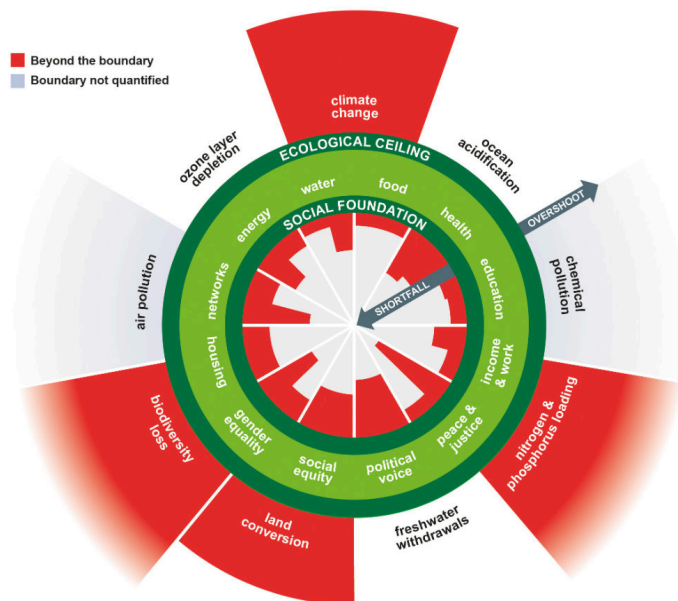 Beyond the boundary
Boundary not quantified
climate
change
ocean
acidification
OVERSHOOT
chemical
pollution
nitrogen &
phosphorus loading
freshwater
withdrawals
land
conversion
biodiversity
loss
air pollution
ozone layer
depletion
ECOLOGICAL CEILING
water
food
health
education
income
& work
peace &
justice
political
voice
social
equity
gender
equality
housing
networks
energy
SOCIAL FOUNDATION
SHORTFALL